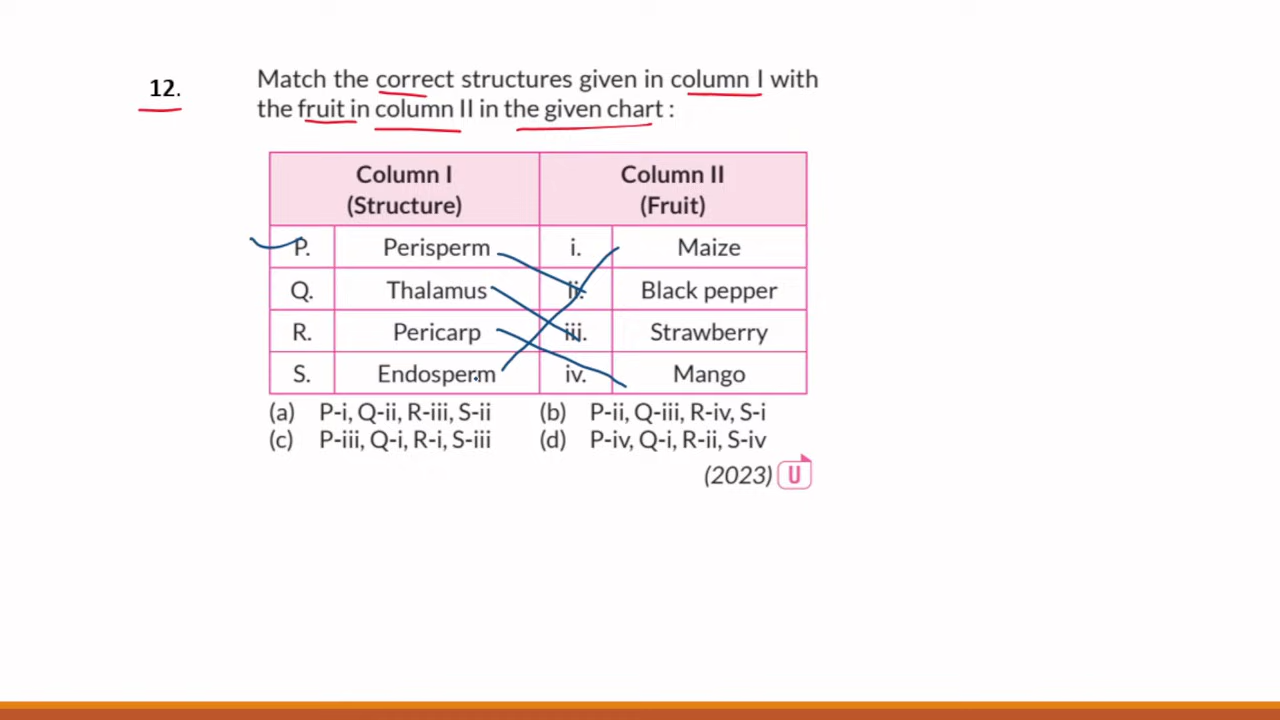 12.
Match the correct structures given in column I with
the fruit in column II in the given chart :
Column I
(Structure)
Column II
(Fruit)
P. Perisperm i. Maize
Q. Thalamus ii. Black pepper
R. Pericarp iii. Strawberry
S. Endosperm iv. Mango
(a) P-i, Q-ii, R-iii, S-ii (b) P-ii, Q-iii, R-iv, S-i
(c) P-iii, Q-i, R-i, S-iii (d) P-iv, Q-i, R-ii, S-iv
(2023) U